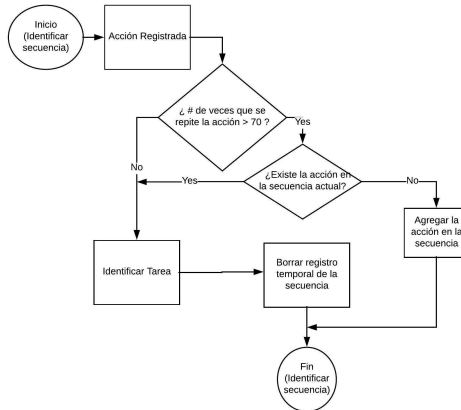 Inicio
(Identificar
secuencia)
Acción Registrada
¿ # de veces que se
repite la acción > 70 ?
Yes
No
¿Existe la acción en
la secuencia actual?
Yes
No
Agregar la
acción en la
secuencia
Identificar Tarea
Borrar registro
temporal de la
secuencia
Fin
(Identificar
secuencia)